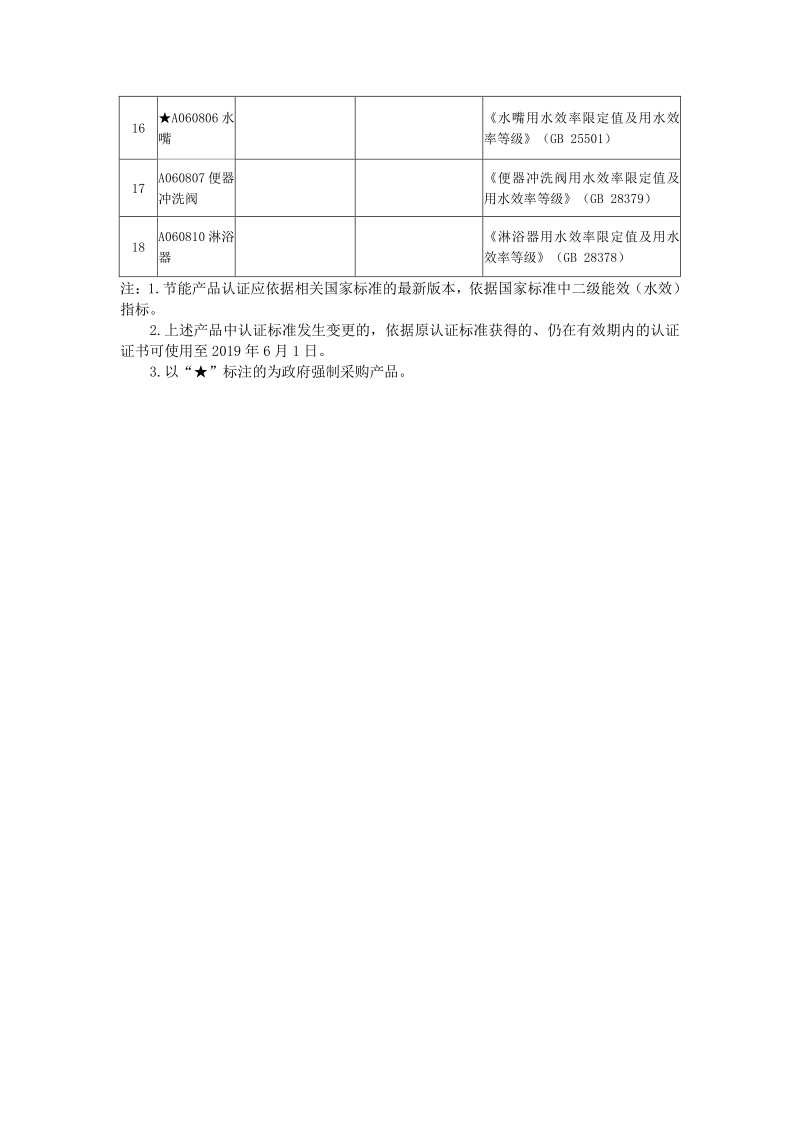 16
★A060806 水
嘴
《水嘴用水效率限定值及用水效
率等级》（GB 25501）
17
A060807 便器
冲洗阀
《便器冲洗阀用水效率限定值及
用水效率等级》（GB 28379）
18
A060810 淋浴
器
《淋浴器用水效率限定值及用水
效率等级》（GB 28378）
注：1.节能产品认证应依据相关国家标准的最新版本，依据国家标准中二级能效（水效）
指标。
2.上述产品中认证标准发生变更的，依据原认证标准获得的、仍在有效期内的认证
证书可使用至 2019 年 6 月 1 日。
3.以“★”标注的为政府强制采购产品。